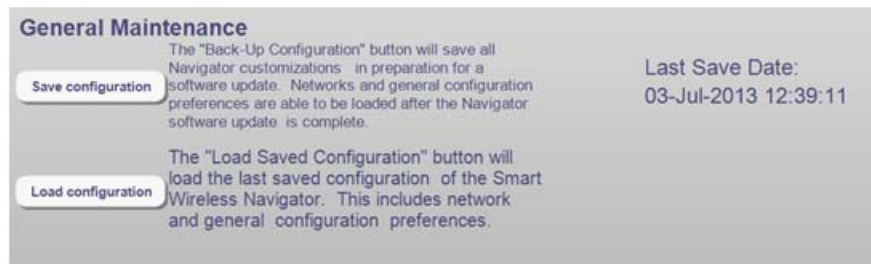 General Maintenance
The "Back-Up Configuration" button will save all
Navigator customizations in preparation for a
software update. Networks and general configuration
preferences are able to be loaded after the Navigator
software update is complete.
Save configuration
Last Save Date:
03-Jul-2013 12:39:11
The "Load Saved Configuration" button will
load the last saved configuration of the Smart
Wireless Navigator. This includes network
and general configuration preferences.
Load configuration